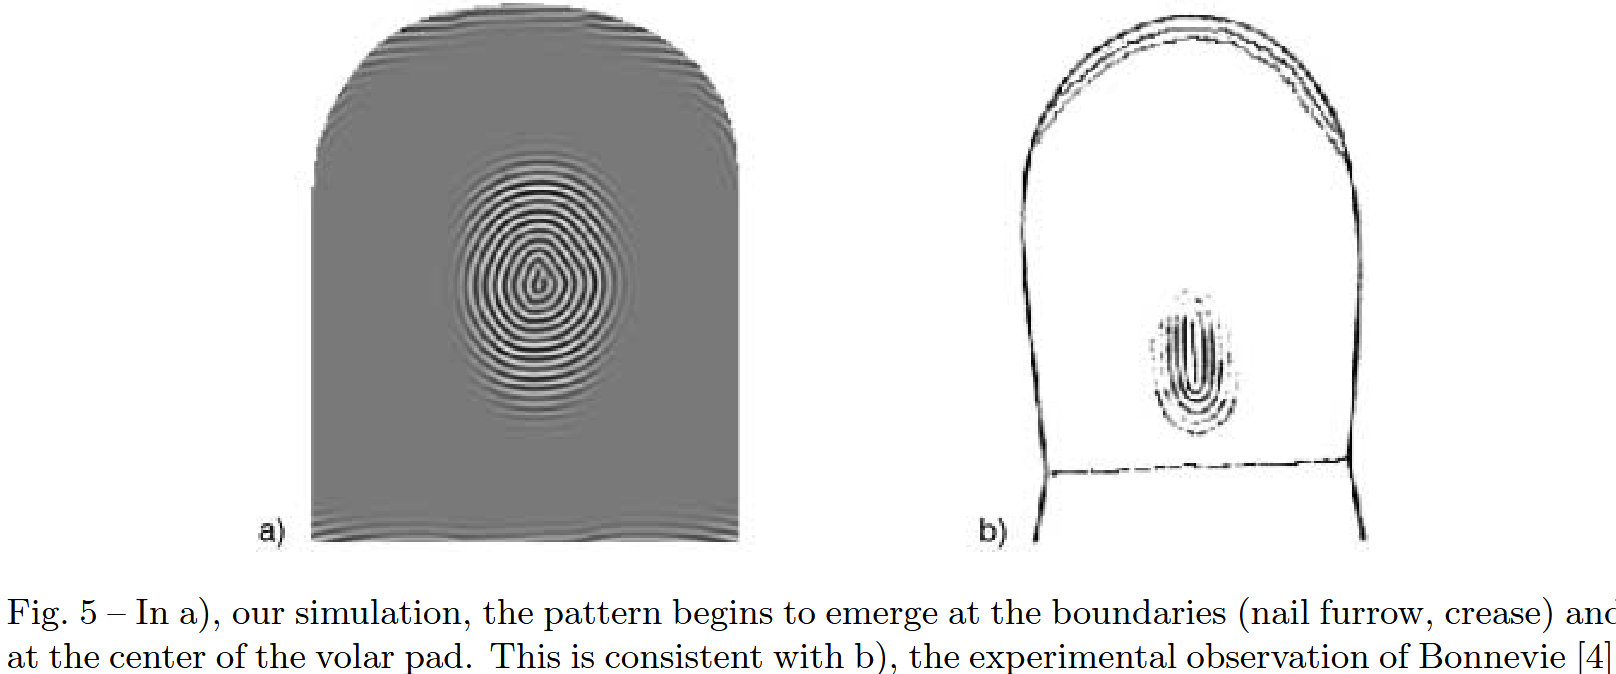 a)
b)
Fig. 5 – In a), our simulation, the pattern begins to emerge at the boundaries (nail furrow, crease) and
at the center of the volar pad. This is consistent with b), the experimental observation of Bonnevie [4]